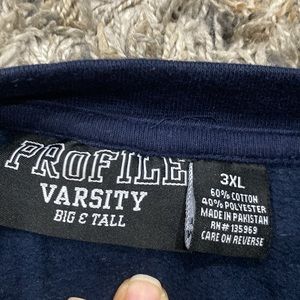 PROFILE
VARSITY
BIG & TALL
3XL
60% COTTON
40% POLYESTER
MADE IN PAKISTAN
RN# 135969
CARE ON REVERSE